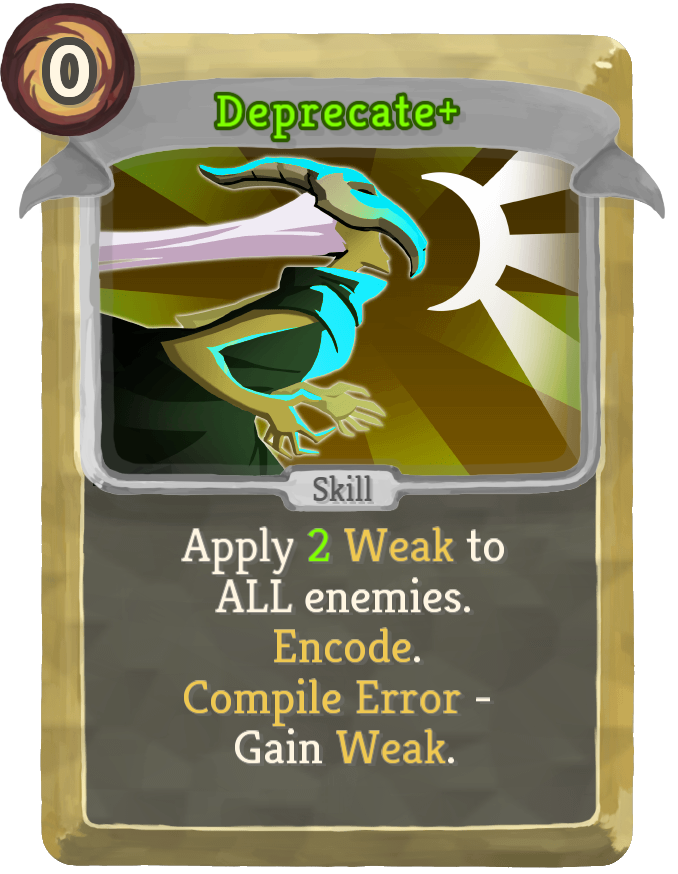 0
Deprecate+
Skill
Apply 2 Weak to
ALL enemies.
Encode.
Compile Error -
Gain Weak.